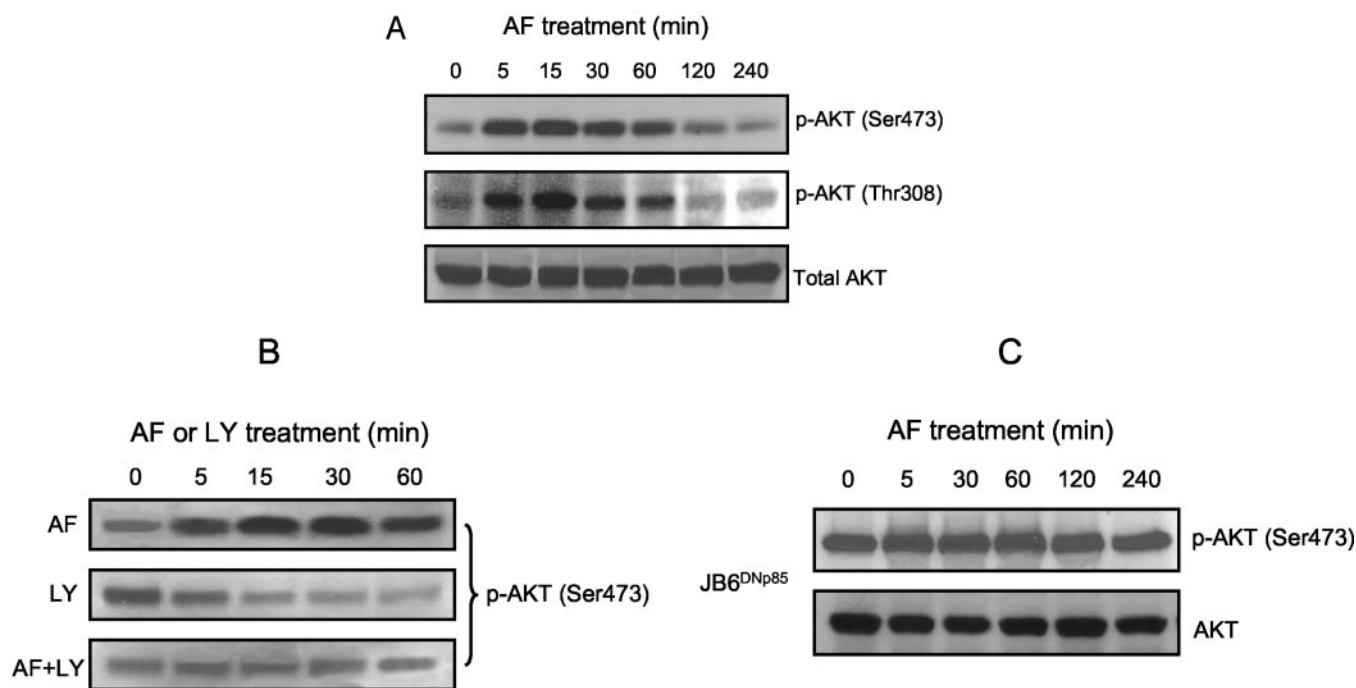 A
AF treatment (min)
0 5 15 30 60 120 240
p-AKT (Ser473)
p-AKT (Thr308)
Total AKT
B
AF or LY treatment (min)
0 5 15 30 60
AF
LY
AF+LY
p-AKT (Ser473)
C
AF treatment (min)
0 5 30 60 120 240
JB6DNp85
p-AKT (Ser473)
AKT